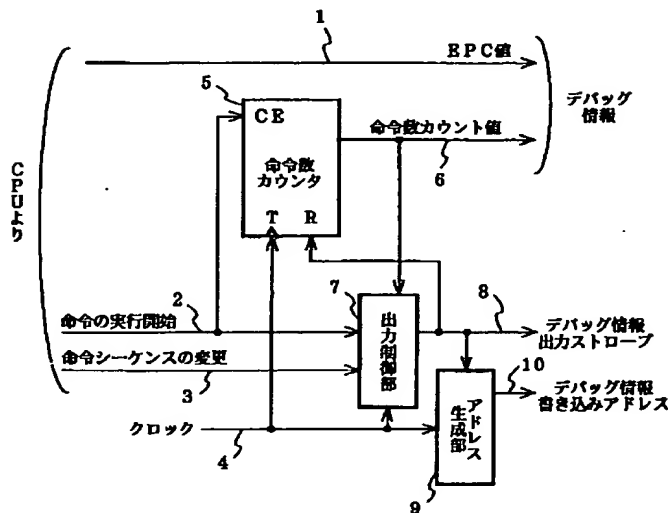 1
EPC値
5
CE
デバッグ
情報
命令数カウント値
命令数
カウンタ
6
CPUより
T R
2
7
8
命令の実行開始
出力制御部
デバッグ情報
出力ストローブ
命令シーケンスの変更
3
10
デバッグ情報
書き込みアドレス
クロック
4
アドレス
生成部
9